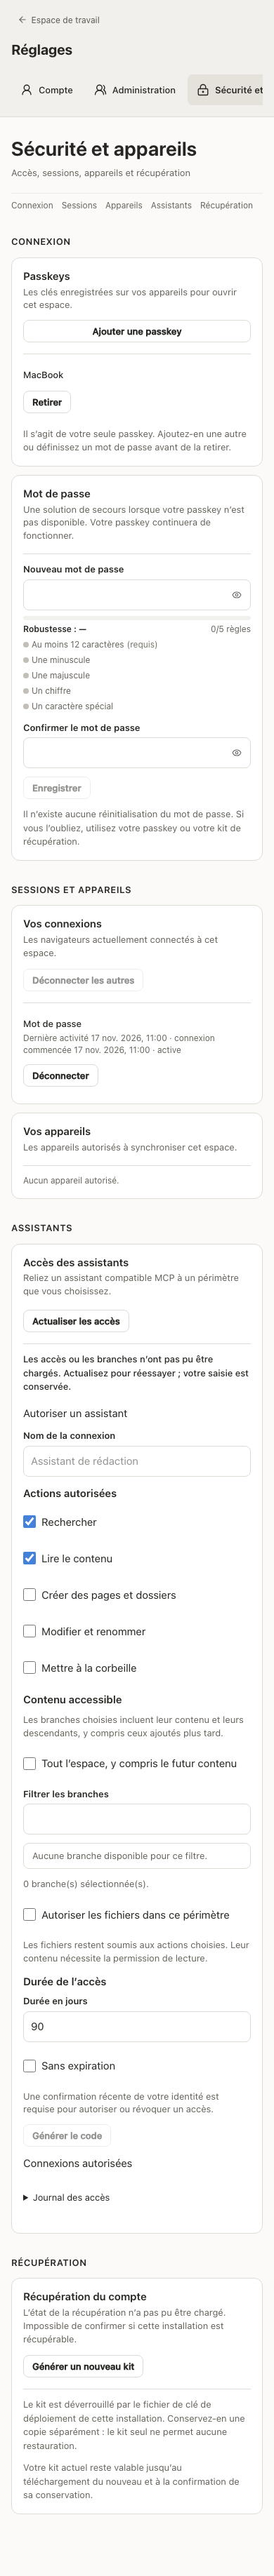 ← Espace de travail
Réglages
Compte Administration Sécurité et
Sécurité et appareils
Accès, sessions, appareils et récupération
Connexion Sessions Appareils Assistants Récupération
CONNEXION
Passkeys
Les clés enregistrées sur vos appareils pour ouvrir
cet espace.
Ajouter une passkey
MacBook
Retirer
Il s'agit de votre seule passkey. Ajoutez-en une autre
ou définissez un mot de passe avant de la retirer.
Mot de passe
Une solution de secours lorsque votre passkey n'est
pas disponible. Votre passkey continuera de
fonctionner.
Nouveau mot de passe
Robustesse : — 0/5 règles
Au moins 12 caractères (requis)
Une minuscule
Une majuscule
Un chiffre
Un caractère spécial
Confirmer le mot de passe
Enregistrer
Il n'existe aucune réinitialisation du mot de passe. Si
vous l'oubliez, utilisez votre passkey ou votre kit de
récupération.
SESSIONS ET APPAREILS
Vos connexions
Les navigateurs actuellement connectés à cet
espace.
Déconnecter les autres
Mot de passe
Dernière activité 17 nov. 2026, 11:00 · connexion
commencée 17 nov. 2026, 11:00 · active
Déconnecter
Vos appareils
Les appareils autorisés à synchroniser cet espace.
Aucun appareil autorisé.
ASSISTANTS
Accès des assistants
Reliez un assistant compatible MCP à un périmètre
que vous choisissez.
Actualiser les accès
Les accès ou les branches n'ont pas pu être
chargés. Actualisez pour réessayer ; votre saisie est
conservée.
Autoriser un assistant
Nom de la connexion
Assistant de rédaction
Actions autorisées
Rechercher
Lire le contenu
Créer des pages et dossiers
Modifier et renommer
Mettre à la corbeille
Contenu accessible
Les branches choisies incluent leur contenu et leurs
descendants, y compris ceux ajoutés plus tard.
Tout l'espace, y compris le futur contenu
Filtrer les branches
Aucune branche disponible pour ce filtre.
0 branche(s) sélectionnée(s).
Autoriser les fichiers dans ce périmètre
Les fichiers restent soumis aux actions choisies. Leur
contenu nécessite la permission de lecture.
Durée de l'accès
Durée en jours
90
Sans expiration
Une confirmation récente de votre identité est
requise pour autoriser ou révoquer un accès.
Générer le code
Connexions autorisées
Journal des accès
RÉCUPÉRATION
Récupération du compte
L'état de la récupération n'a pas pu être chargé.
Impossible de confirmer si cette installation est
récupérable.
Générer un nouveau kit
Le kit est déverrouillé par le fichier de clé de
déploiement de cette installation. Conservez-en une
copie séparément : le kit seul ne permet aucune
restauration.
Votre kit actuel reste valable jusqu'au
téléchargement du nouveau et à la confirmation de
sa conservation.